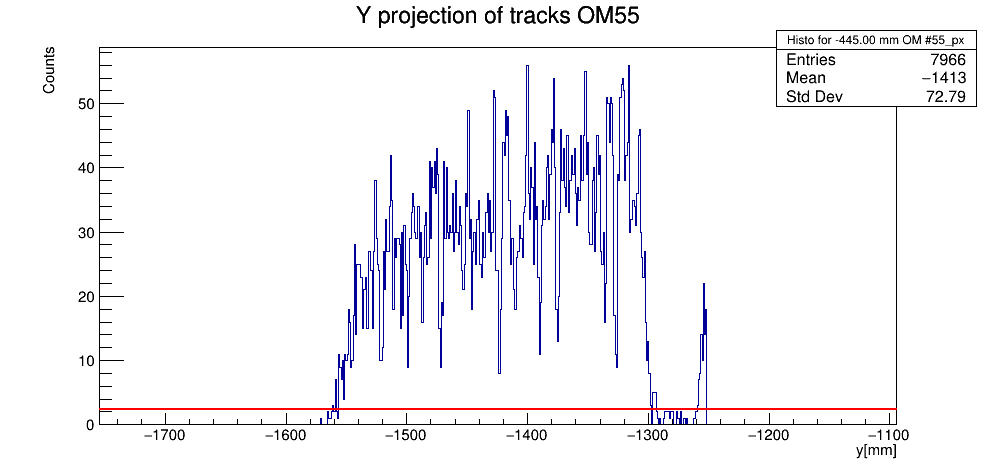 Y projection of tracks OM55
Histo for -445.00 mm OM #55_px
Entries 7966
Mean −1413
Std Dev 72.79
Counts
50
40
30
20
10
0
−1700 −1600 −1500 −1400 −1300 −1200 −1100
y[mm]